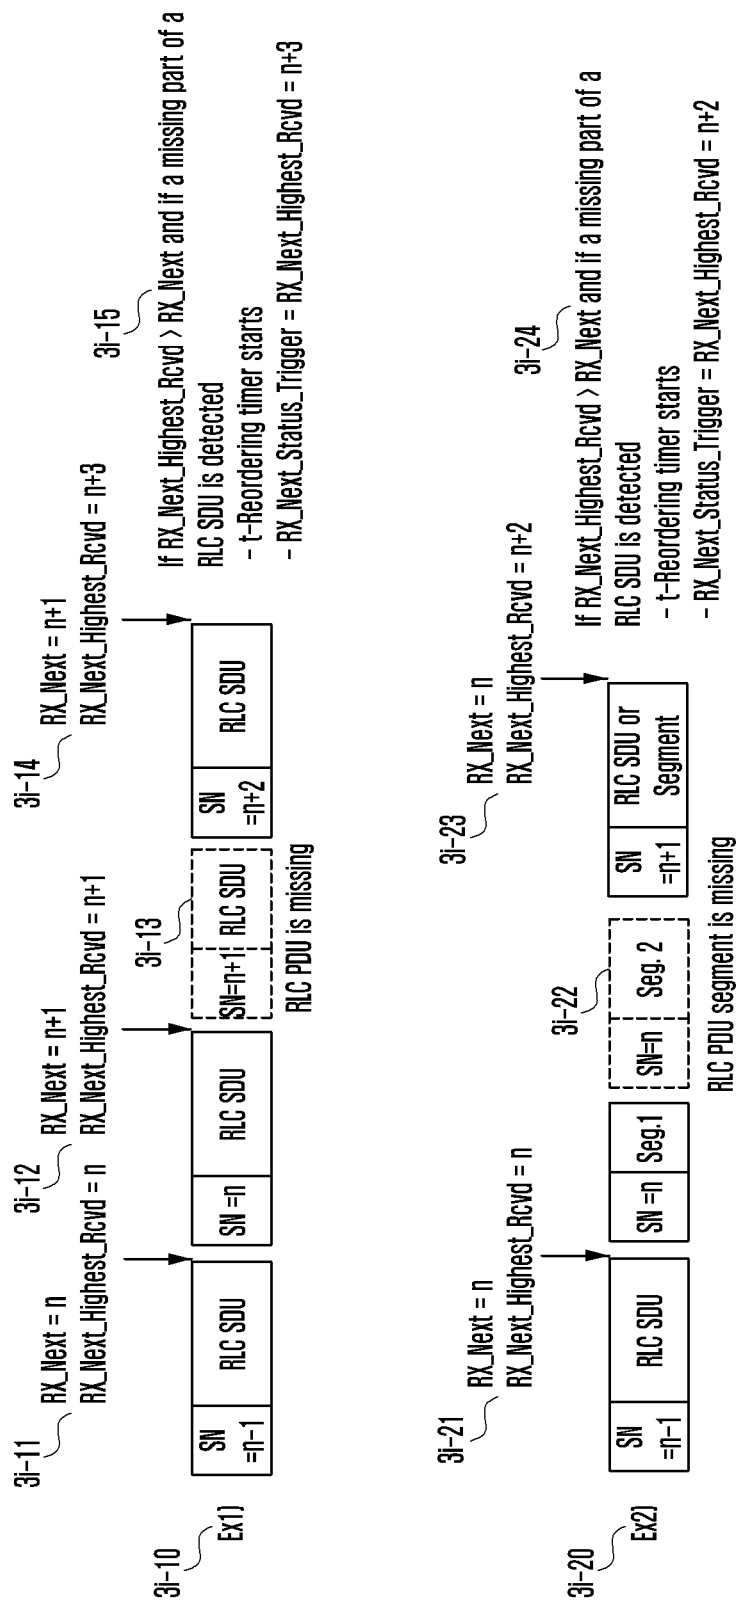 3i-10
Ex1)
3i-11
RX_Next = n
RX_Next_Highest_Rcvd = n
3i-12
RX_Next = n+1
RX_Next_Highest_Rcvd = n+1
3i-13
3i-14
RX_Next = n+1
RX_Next_Highest_Rcvd = n+3
3i-15
If RX_Next_Highest_Rcvd > RX_Next and if a missing part of a
RLC SDU is detected
- t-Reordering timer starts
- RX_Next_Status_Trigger = RX_Next_Highest_Rcvd = n+3
SN
=n-1
RLC SDU
SN =n
RLC SDU
SN=n+1
RLC SDU
SN
=n+2
RLC SDU
RLC PDU is missing
3i-20
Ex2)
3i-21
RX_Next = n
RX_Next_Highest_Rcvd = n
3i-22
3i-23
RX_Next = n
RX_Next_Highest_Rcvd = n+2
3i-24
If RX_Next_Highest_Rcvd > RX_Next and if a missing part of a
RLC SDU is detected
- t-Reordering timer starts
- RX_Next_Status_Trigger = RX_Next_Highest_Rcvd = n+2
SN
=n-1
RLC SDU
SN =n
Seg.1
SN=n
Seg. 2
SN
=n+1
RLC SDU or
Segment
RLC PDU segment is missing